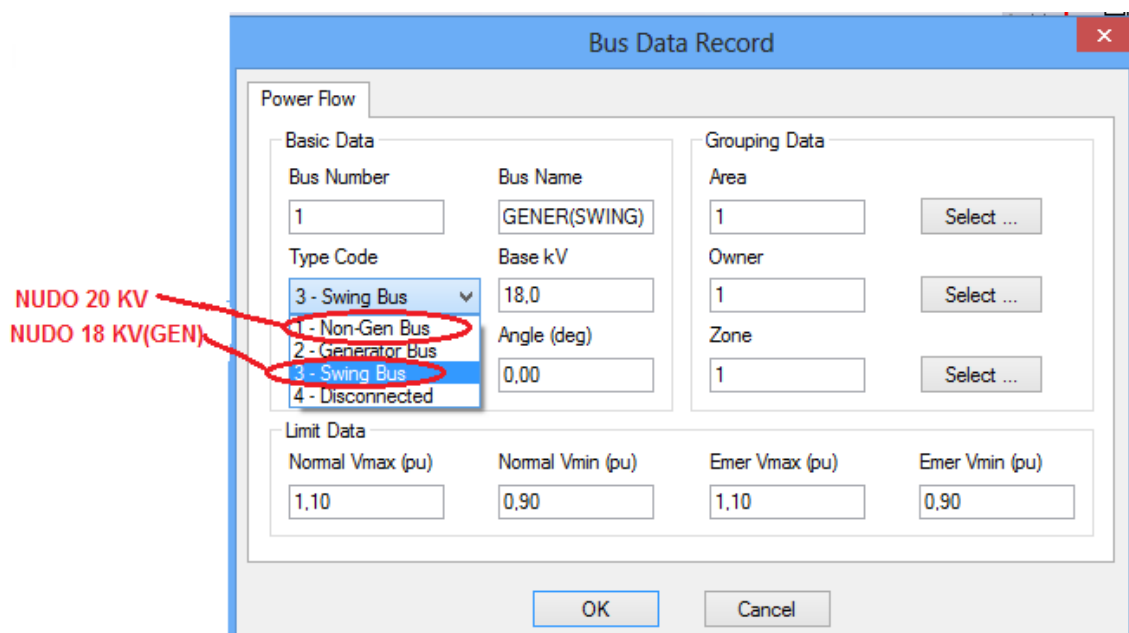 Bus Data Record
Power Flow
Basic Data
Grouping Data
Bus Number
Bus Name
Area
1
GENER(SWING)
1
Select ...
Type Code
Base kV
Owner
3 - Swing Bus
18,0
1
Select ...
NUDO 20 KV
1 - Non-Gen Bus
NUDO 18 KV(GEN)
2 - Generator Bus
Angle (deg)
Zone
3 - Swing Bus
0,00
1
Select ...
4 - Disconnected
Limit Data
Normal Vmax (pu)
Normal Vmin (pu)
Emer Vmax (pu)
Emer Vmin (pu)
1,10
0,90
1,10
0,90
OK
Cancel